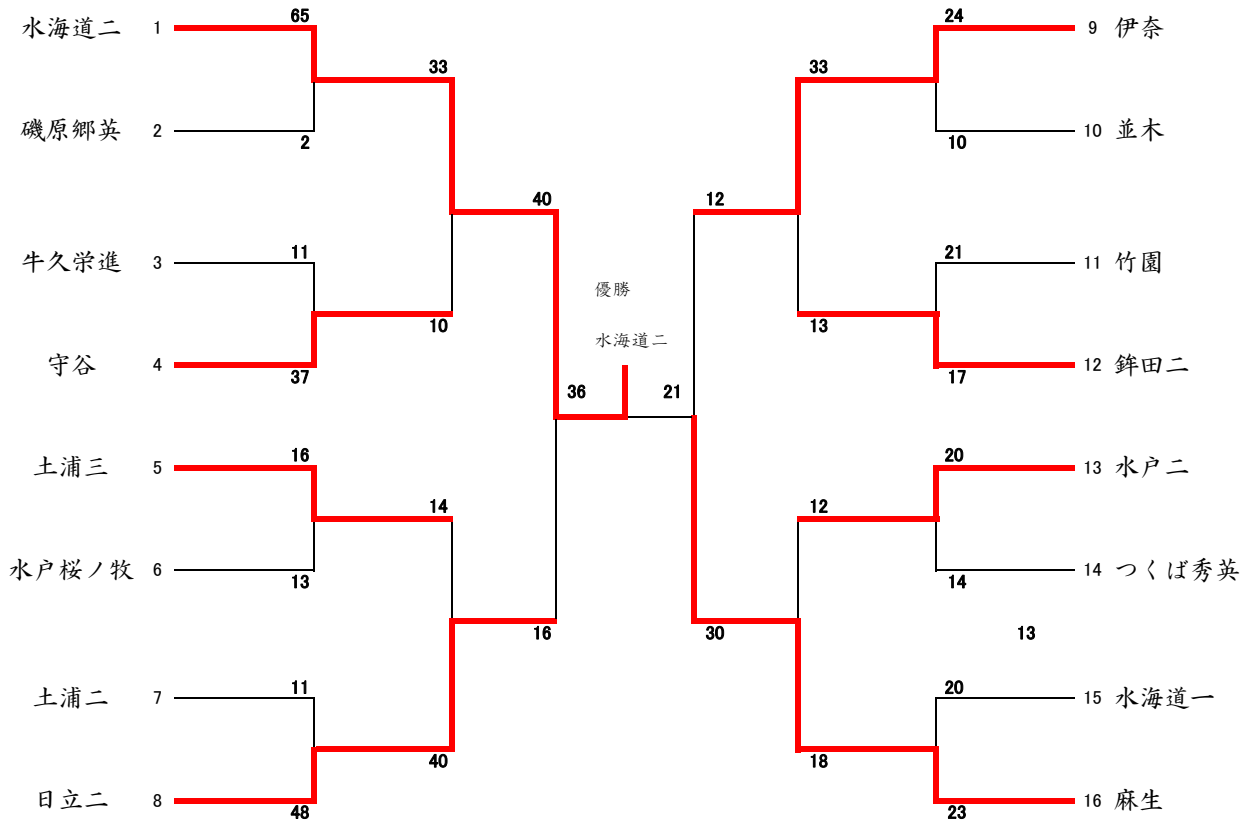 65
24
水海道二 1
9 伊奈
33
33
磯原郷英 2
2
10
10 並木
40
12
牛久栄進 3
11
21
11 竹園
優勝
10
13
水海道二
守谷 4
37
17
12 鉾田二
36
21
土浦三 5
16
20
13 水戸二
14
12
水戸桜ノ牧 6
13
14
14 つくば秀英
16
30
13
土浦二 7
11
20
15 水海道一
40
18
日立二 8
48
23
16 麻生